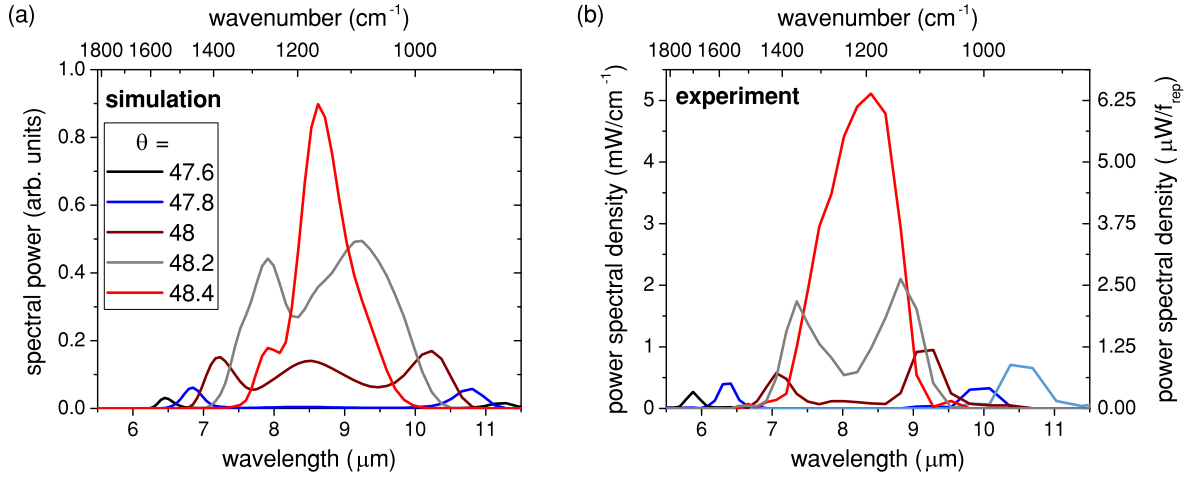 (a)
wavenumber (cm⁻¹)
1800 1600 1400 1200 1000
1.0
0.8
0.6
0.4
0.2
0.0
spectral power (arb. units)
simulation
θ =
47.6
47.8
48
48.2
48.4
6 7 8 9 10 11
wavelength (μm)
(b)
wavenumber (cm⁻¹)
1800 1600 1400 1200 1000
5
4
3
2
1
0
power spectral density (mW/cm⁻¹)
experiment
6.25
5.00
3.75
2.50
1.25
0.00
power spectral density ( μW/f_rep)
6 7 8 9 10 11
wavelength (μm)